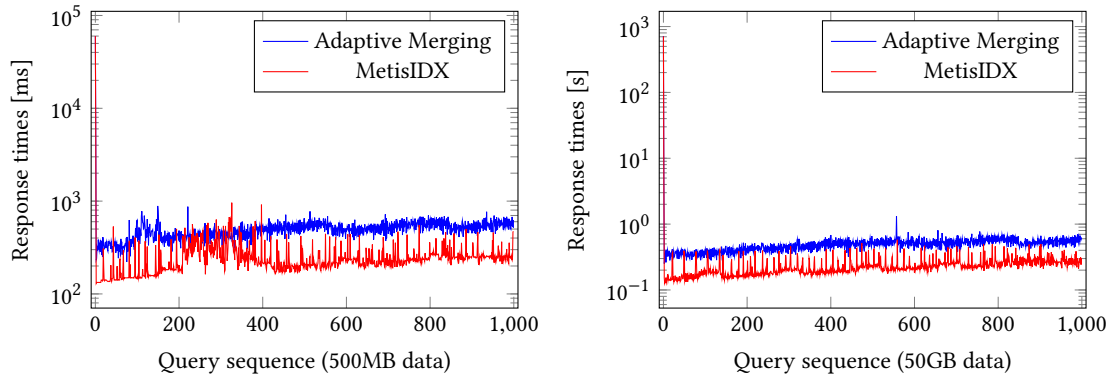 10^5
10^4
10^3
10^2
Response times [ms]
Adaptive Merging
MetisIDX
0 200 400 600 800 1,000
Query sequence (500MB data)
10^3
10^2
10^1
10^0
10^−1
Response times [s]
Adaptive Merging
MetisIDX
0 200 400 600 800 1,000
Query sequence (50GB data)